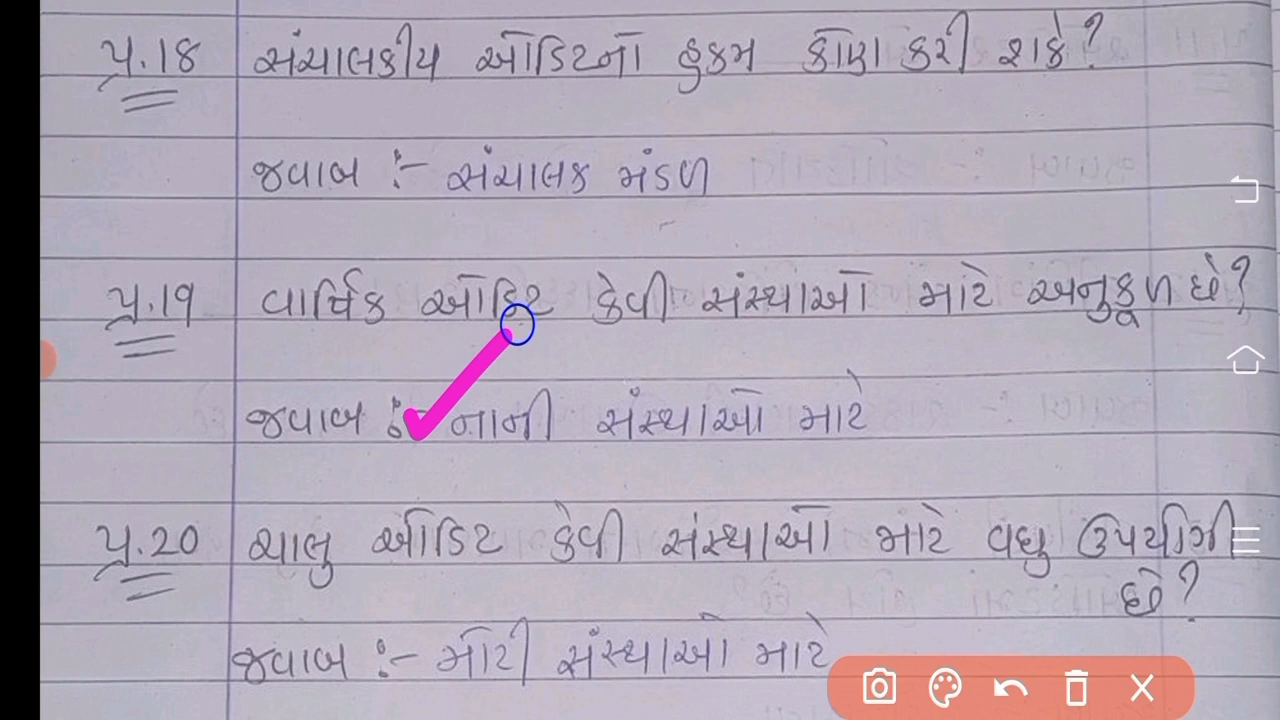 પ્ર.18 સંચાલકીય ઓડિટનો હુકમ કોણ કરી શકે?
જવાબ :- સંચાલક મંડળ
પ્ર.19 વાર્ષિક ઓડિટ કેવી સંસ્થાઓ માટે અનુકૂળ છે?
જવાબ :- નાની સંસ્થાઓ માટે
પ્ર.20 ચાલુ ઓડિટ કેવી સંસ્થાઓ માટે વધુ ઉપયોગી
છે?
જવાબ :- મોટી સંસ્થાઓ માટે